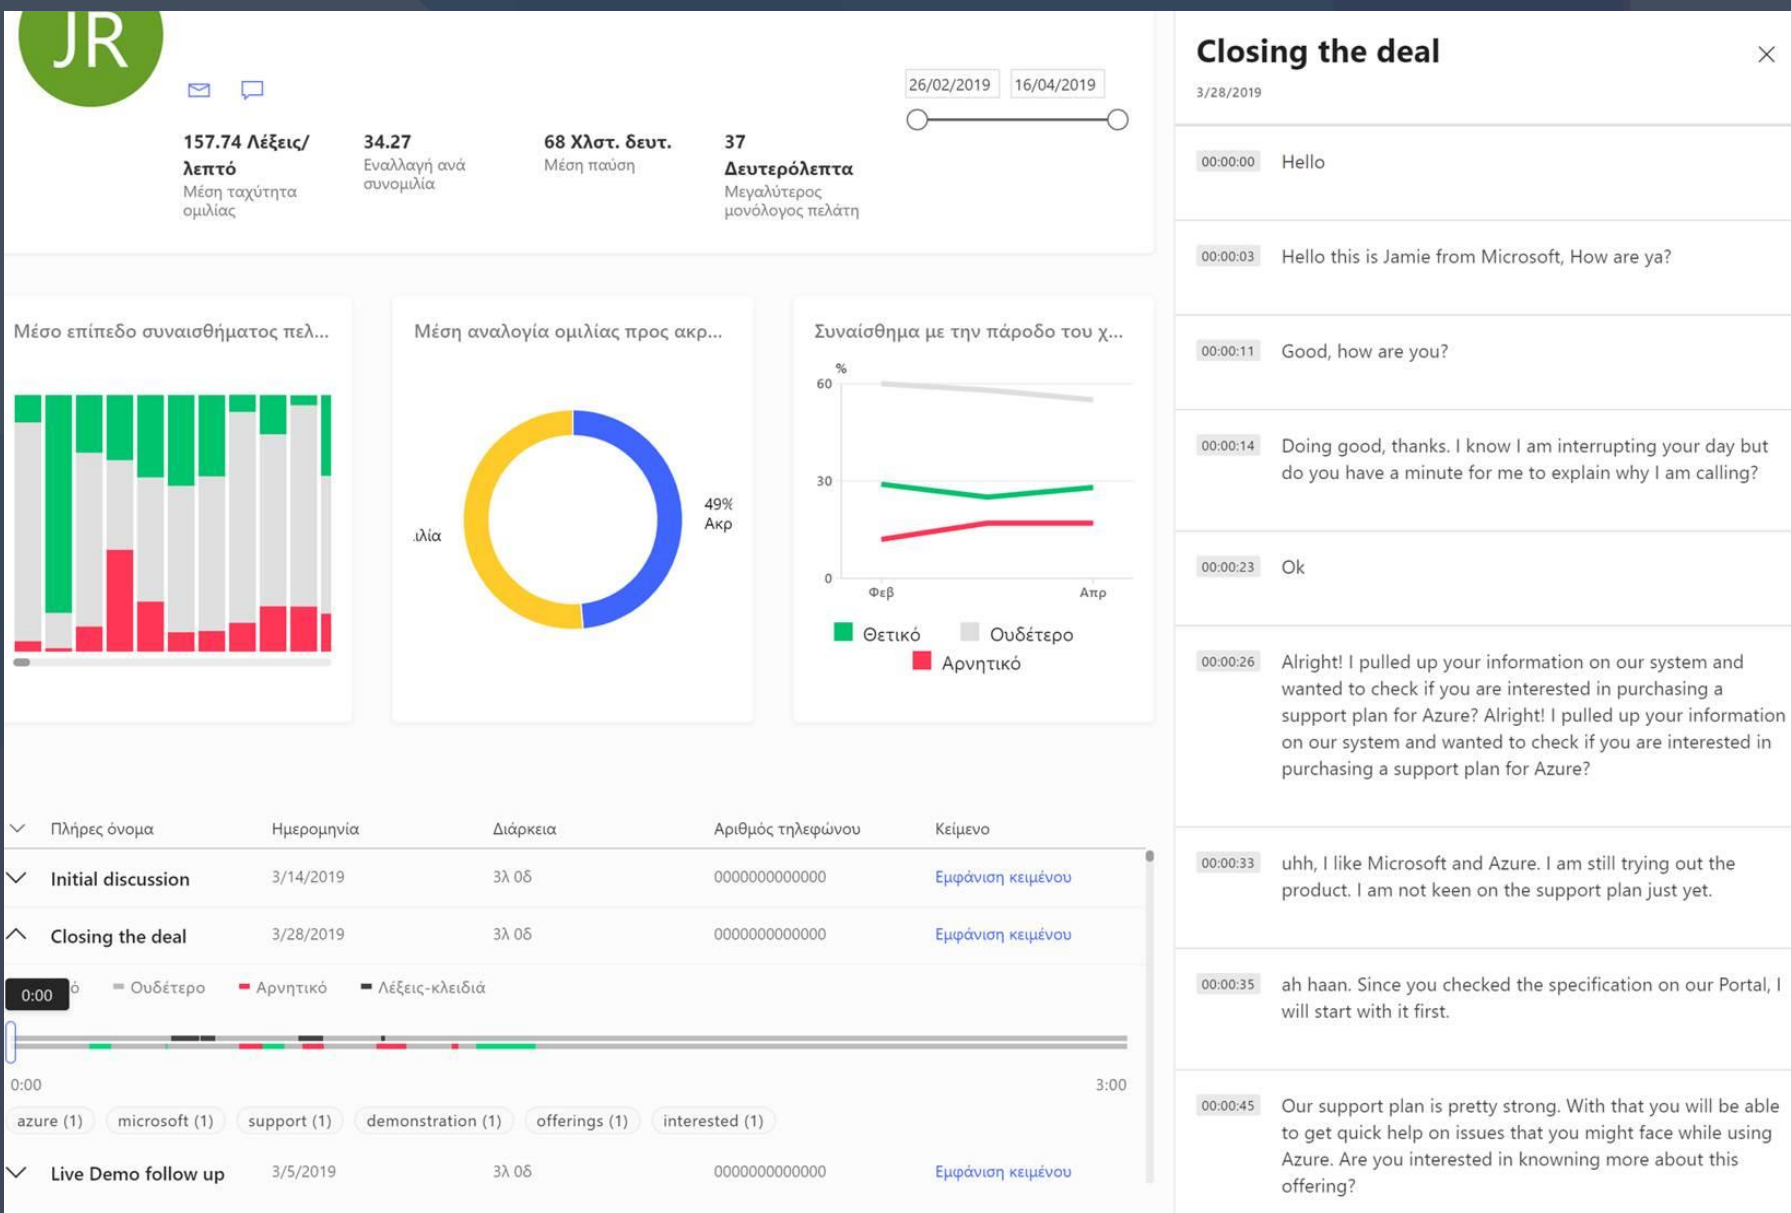 JR
26/02/2019 16/04/2019
157.74 Λέξεις/
λεπτό
Μέση ταχύτητα
ομιλίας
34.27
Εναλλαγή ανά
συνομιλία
68 Χλστ. δευτ.
Μέση παύση
37
Δευτερόλεπτα
Μεγαλύτερος
μονόλογος πελάτη
Μέσο επίπεδο συναισθήματος πελ...
Μέση αναλογία ομιλίας προς ακρ...
49%
Ακρ
ιλία
Συναίσθημα με την πάροδο του χ...
%
60
30
0
Φεβ Απρ
Θετικό Ουδέτερο
Αρνητικό
Πλήρες όνομα Ημερομηνία Διάρκεια Αριθμός τηλεφώνου Κείμενο
Initial discussion 3/14/2019 3λ 0δ 0000000000000 Εμφάνιση κειμένου
Closing the deal 3/28/2019 3λ 0δ 0000000000000 Εμφάνιση κειμένου
0:00 ό Ουδέτερο Αρνητικό Λέξεις-κλειδιά
0:00 3:00
azure (1) microsoft (1) support (1) demonstration (1) offerings (1) interested (1)
Live Demo follow up 3/5/2019 3λ 0δ 0000000000000 Εμφάνιση κειμένου
Closing the deal
3/28/2019
00:00:00 Hello
00:00:03 Hello this is Jamie from Microsoft, How are ya?
00:00:11 Good, how are you?
00:00:14 Doing good, thanks. I know I am interrupting your day but
do you have a minute for me to explain why I am calling?
00:00:23 Ok
00:00:26 Alright! I pulled up your information on our system and
wanted to check if you are interested in purchasing a
support plan for Azure? Alright! I pulled up your information
on our system and wanted to check if you are interested in
purchasing a support plan for Azure?
00:00:33 uhh, I like Microsoft and Azure. I am still trying out the
product. I am not keen on the support plan just yet.
00:00:35 ah haan. Since you checked the specification on our Portal, I
will start with it first.
00:00:45 Our support plan is pretty strong. With that you will be able
to get quick help on issues that you might face while using
Azure. Are you interested in knowning more about this
offering?